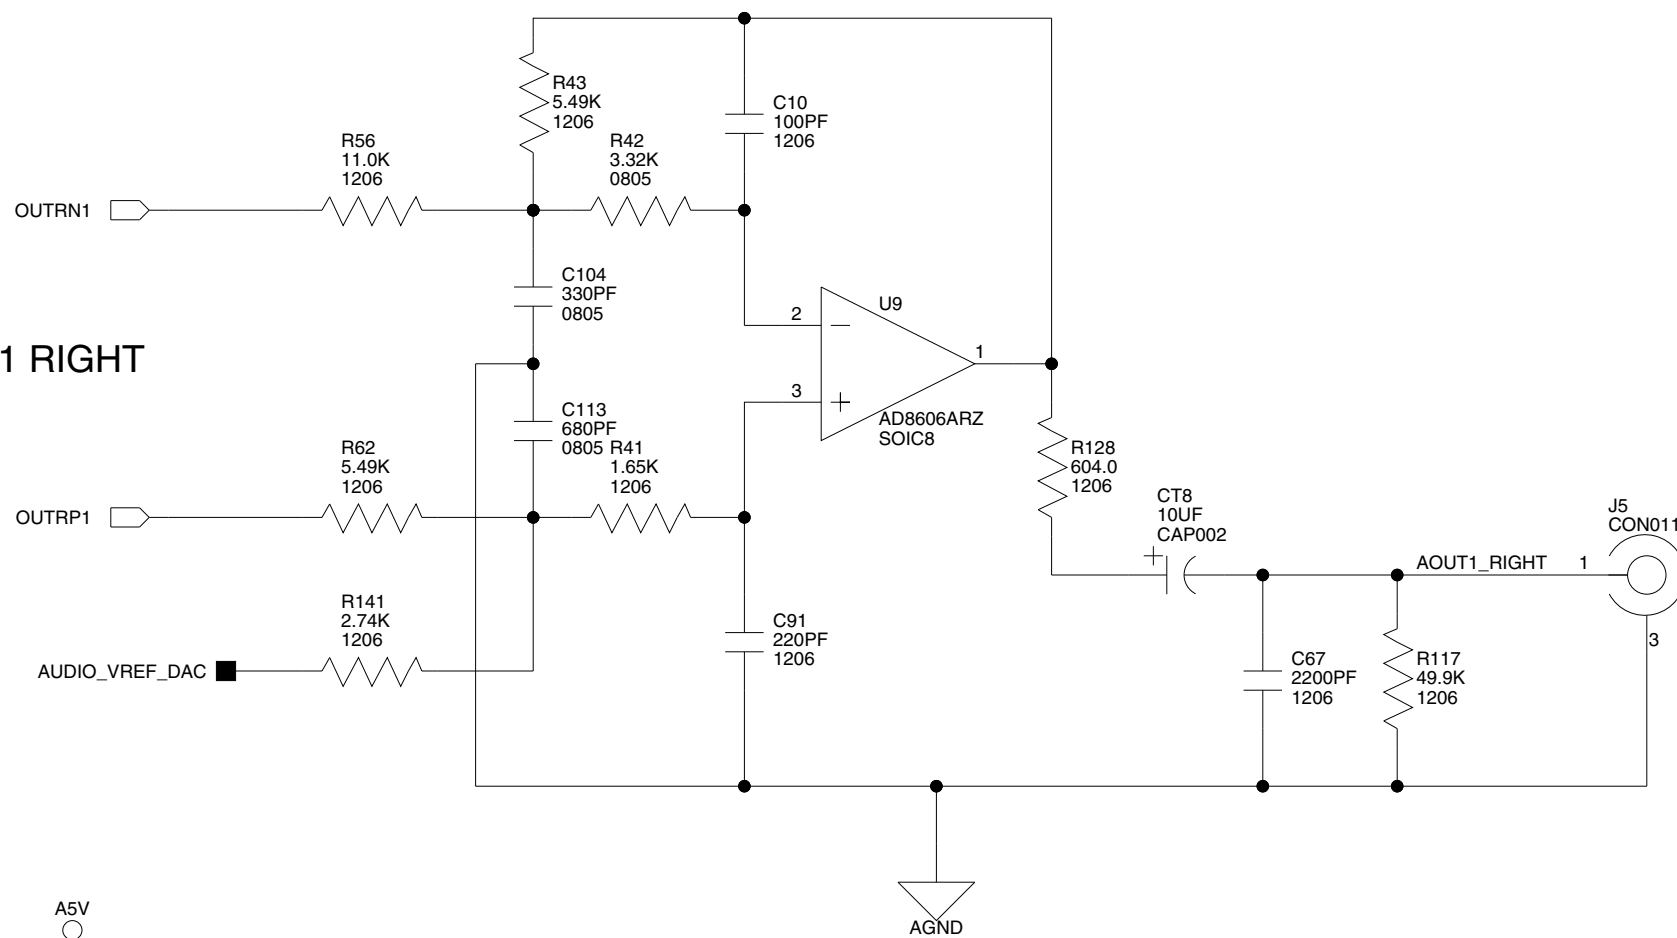 R43
5.49K
1206
C10
100PF
1206
R56
11.0K
1206
R42
3.32K
0805
OUTRN1
C104
330PF
0805
U9
2
1 RIGHT
1
3
AD8606ARZ
SOIC8
C113
680PF
0805
R62
5.49K
1206
R41
1.65K
1206
OUTRP1
R128
604.0
1206
CT8
10UF
CAP002
J5
CON011
AOUT1_RIGHT
1
R141
2.74K
1206
AUDIO_VREF_DAC
C91
220PF
1206
C67
2200PF
1206
R117
49.9K
1206
3
A5V
AGND